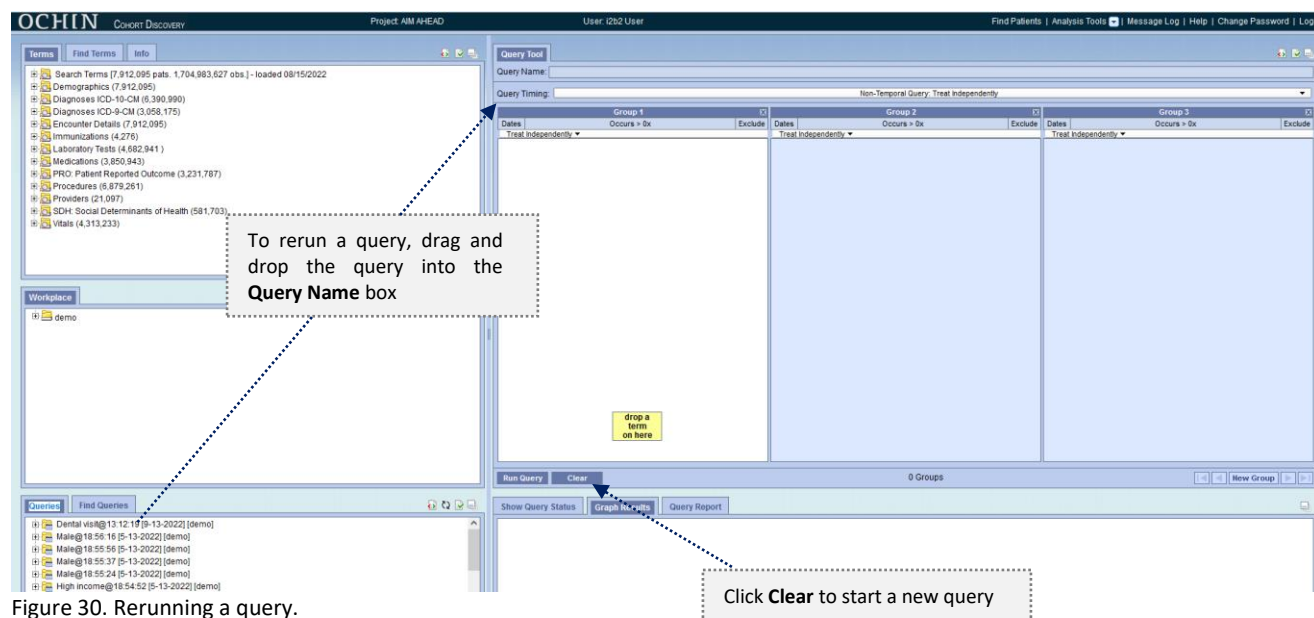 OCHIN COHORT DISCOVERY Project: AIM AHEAD User: i2b2 User Find Patients | Analysis Tools | Message Log | Help | Change Password | Log
Terms Find Terms Info
Search Terms [7,912,095 pats. 1,704,983,627 obs.] - loaded 08/15/2022
Demographics (7,912,095)
Diagnoses ICD-10-CM (6,390,990)
Diagnoses ICD-9-CM (3,058,175)
Encounter Details (7,912,095)
Immunizations (4,276)
Laboratory Tests (4,682,941 )
Medications (3,850,943)
PRO: Patient Reported Outcome (3,231,787)
Procedures (6,879,261)
Providers (21,097)
SDH: Social Determinants of Health (581,703)
Vitals (4,313,233)
Workplace
demo
Queries Find Queries
Dental visit@13:12:19 [9-13-2022] [demo]
Male@18:56:16 [5-13-2022] [demo]
Male@18:55:56 [5-13-2022] [demo]
Male@18:55:37 [5-13-2022] [demo]
Male@18:55:24 [5-13-2022] [demo]
High income@18:54:52 [5-13-2022] [demo]
Query Tool
Query Name:
Query Timing: Non-Temporal Query: Treat Independently
Group 1 Group 2 Group 3
Dates Occurs > 0x Exclude Dates Occurs > 0x Exclude Dates Occurs > 0x Exclude
Treat Independently Treat Independently Treat Independently
drop a
term
on here
Run Query Clear 0 Groups New Group
Show Query Status Graph Results Query Report
To rerun a query, drag and
drop the query into the
Query Name box
Click Clear to start a new query
Figure 30. Rerunning a query.